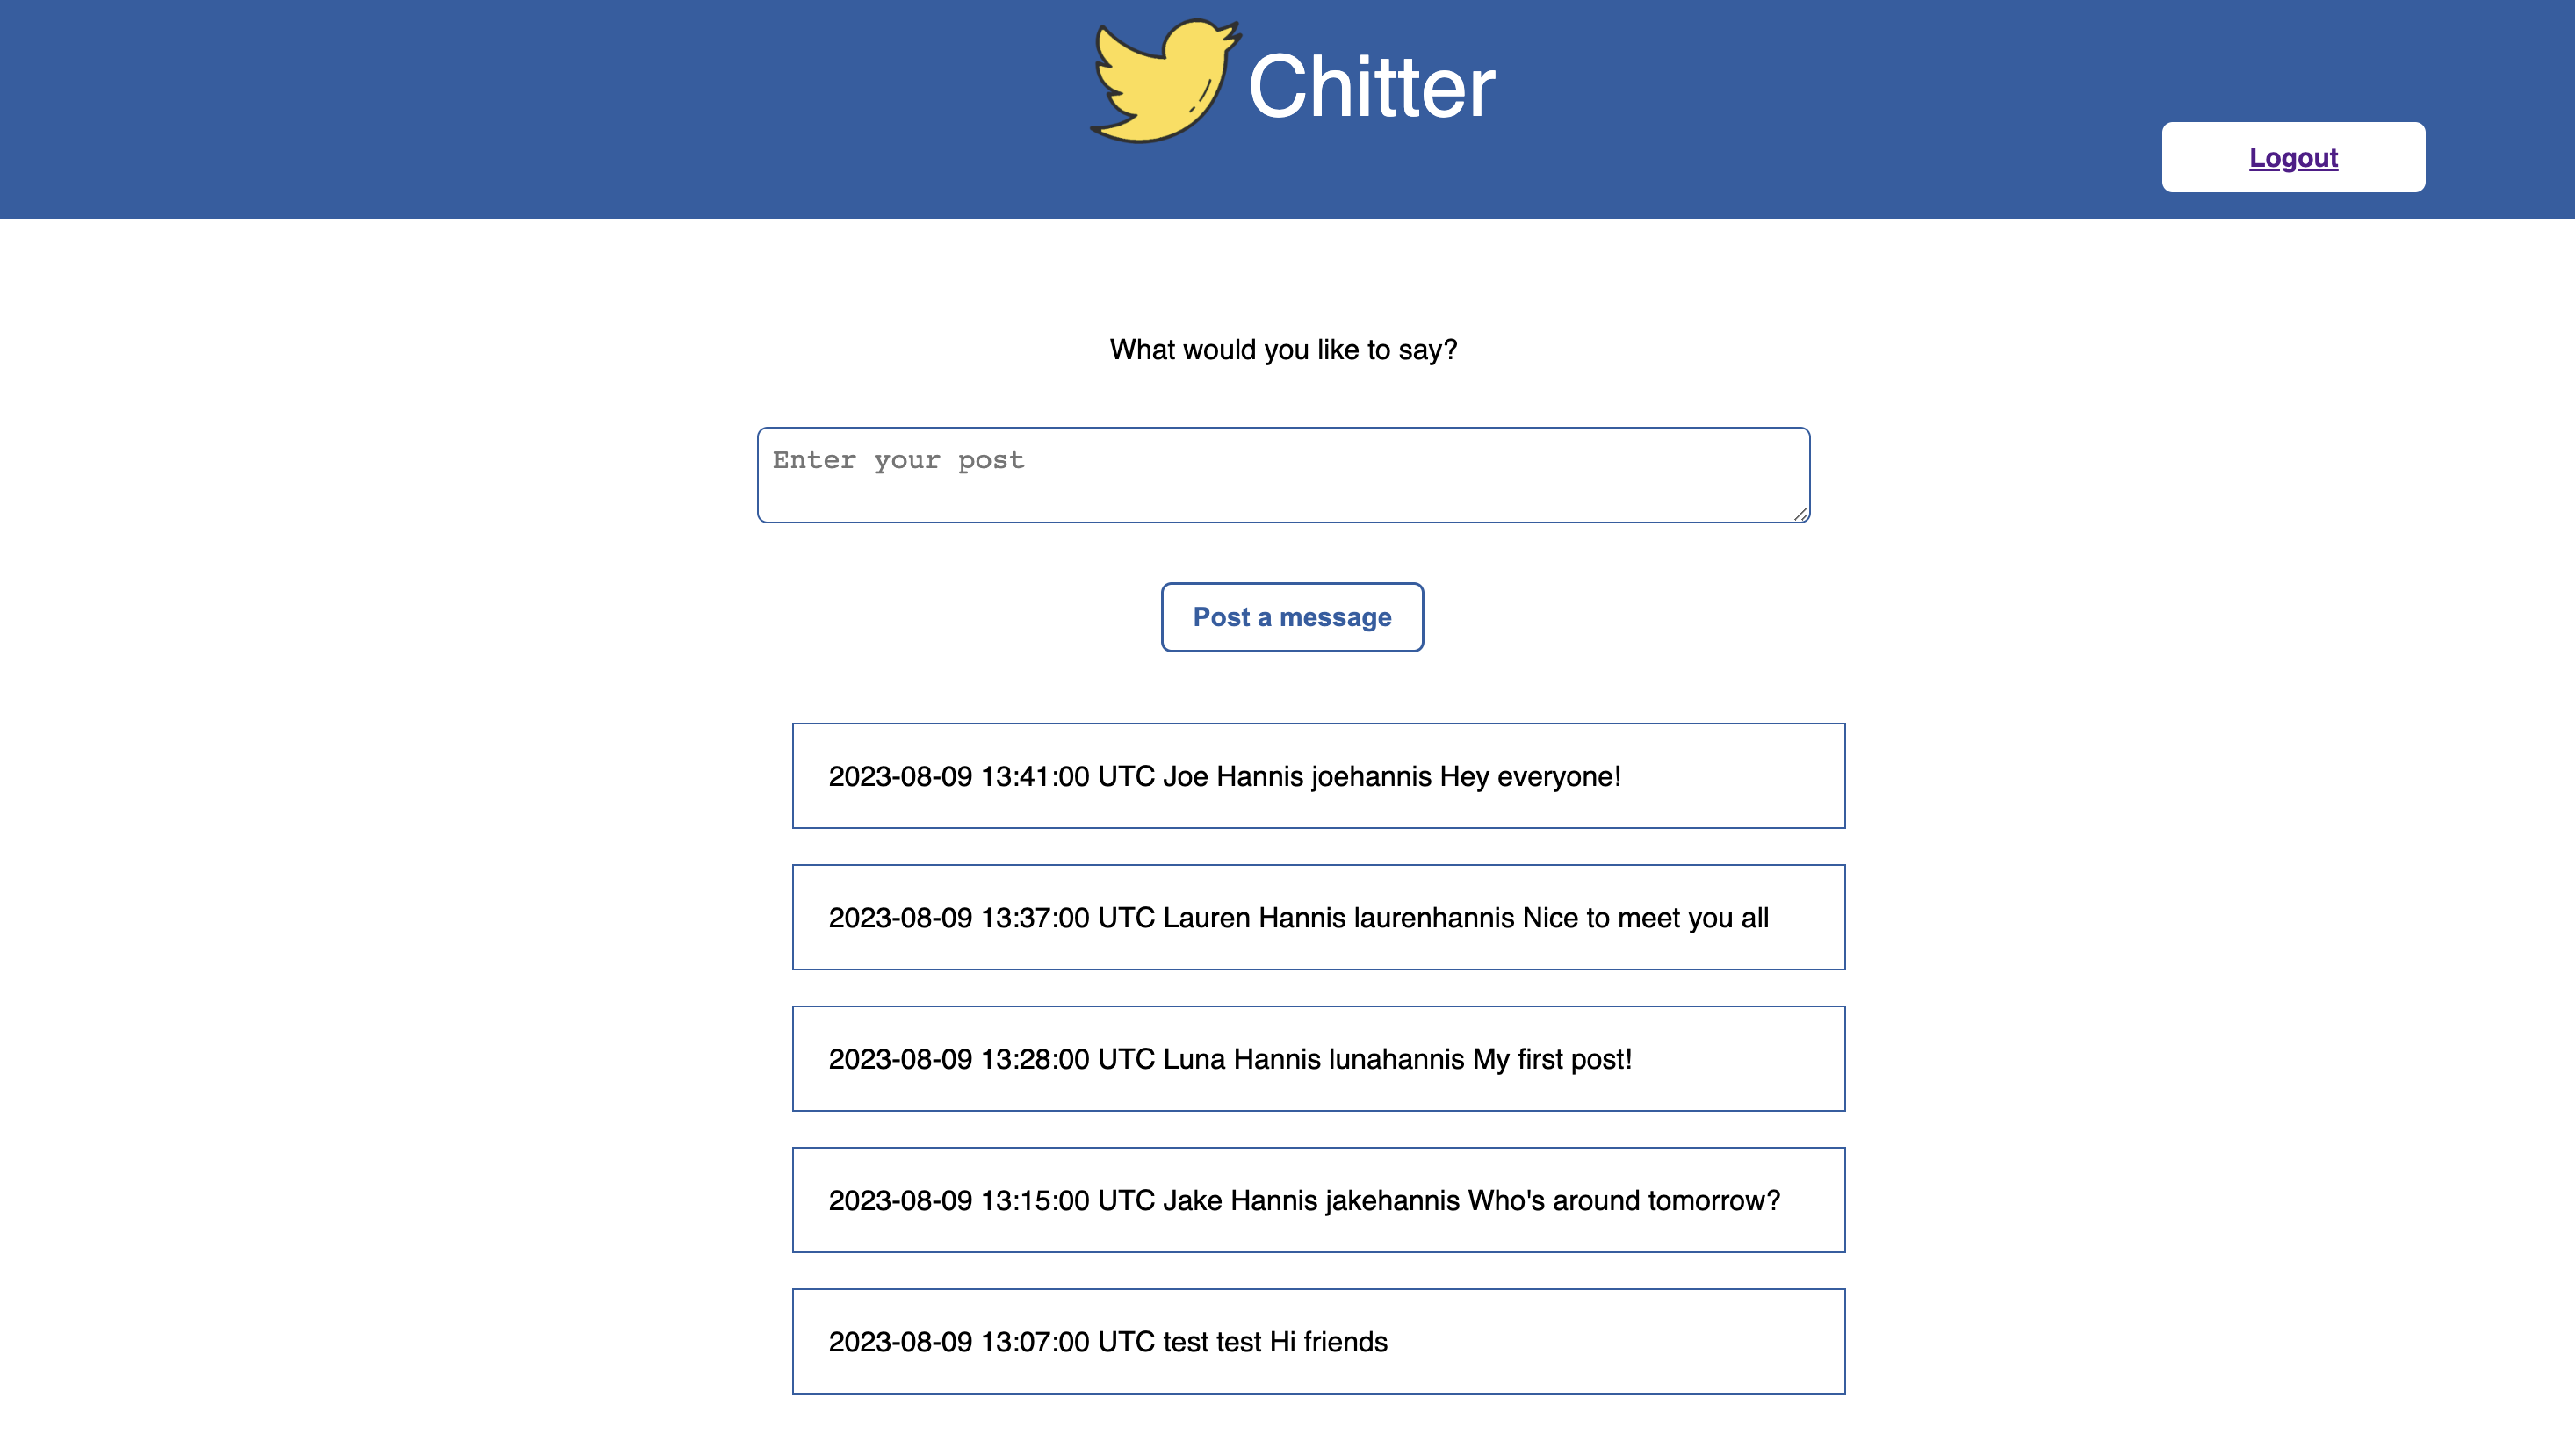 Chitter
Logout
What would you like to say?
Enter your post
Post a message
2023-08-09 13:41:00 UTC Joe Hannis joehannis Hey everyone!
2023-08-09 13:37:00 UTC Lauren Hannis laurenhannis Nice to meet you all
2023-08-09 13:28:00 UTC Luna Hannis lunahannis My first post!
2023-08-09 13:15:00 UTC Jake Hannis jakehannis Who's around tomorrow?
2023-08-09 13:07:00 UTC test test Hi friends